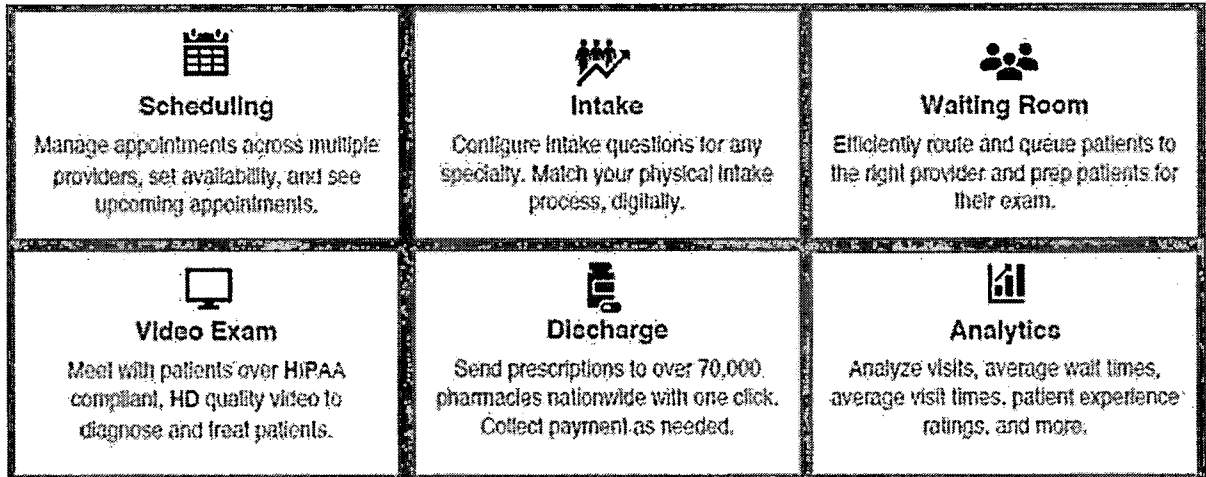 Scheduling
Manage appointments across multiple
providers, set availability, and see
upcoming appointments.
Intake
Configure intake questions for any
specialty. Match your physical intake
process, digitally.
Waiting Room
Efficiently route and queue patients to
the right provider and prep patients for
their exam.
Video Exam
Meet with patients over HIPAA
compliant, HD quality video to
diagnose and treat patients.
Discharge
Send prescriptions to over 70,000
pharmacies nationwide with one click.
Collect payment as needed.
Analytics
Analyze visits, average wait times,
average visit times, patient experience
ratings, and more.